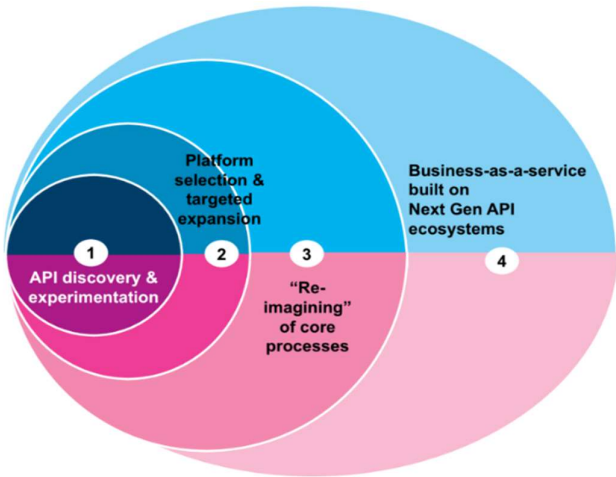 1
API discovery &
experimentation
2
Platform
selection &
targeted
expansion
3
“Re-
imagining”
of core
processes
4
Business-as-a-service
built on
Next Gen API
ecosystems